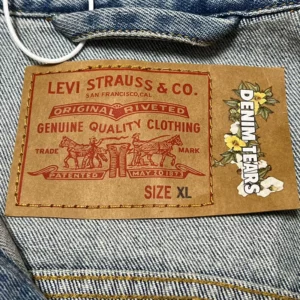 LEVI STRAUSS & CO.
SAN FRANCISCO, CAL.
ORIGINAL RIVETED
GENUINE QUALITY CLOTHING
TRADE MARK
PATENTED MAY 20 1873
SIZE XL
DENIM TEARS